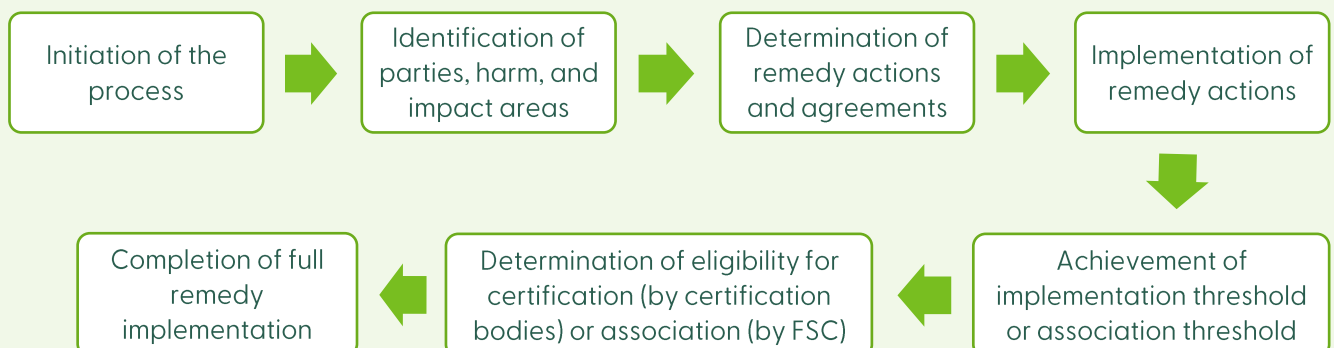 Initiation of the
process
Identification of
parties, harm, and
impact areas
Determination of
remedy actions
and agreements
Implementation of
remedy actions
Achievement of
implementation threshold
or association threshold
Determination of eligibility for
certification (by certification
bodies) or association (by FSC)
Completion of full
remedy
implementation